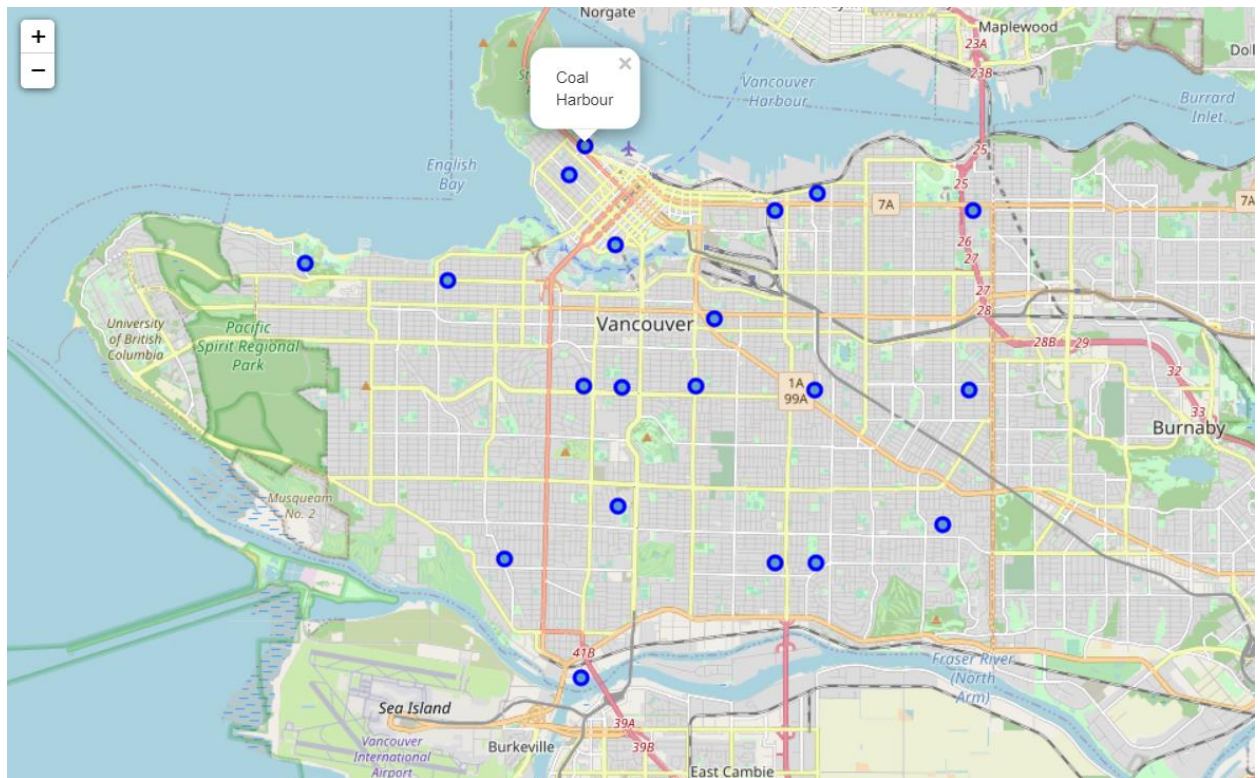 +
−
Norgate
Maplewood
23A
23B
Coal
Harbour
×
Vancouver
Harbour
Burrard
Inlet
English
Bay
25
25
7A
7A
26
27
27
28
28B
29
32
33
University
of British
Columbia
Pacific
Spirit Regional
Park
Vancouver
1A
99A
Burnaby
Musqueam
No. 2
41B
Fraser River
(North
Arm)
Sea Island
39A
39B
Vancouver
International
Airport
Burkeville
East Cambie